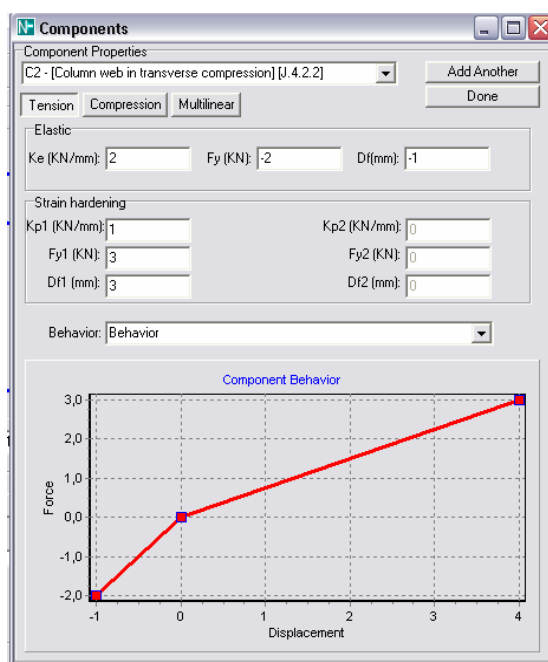 Components
Component Properties
C2 - [Column web in transverse compression] [J.4.2.2]
Add Another
Done
Tension Compression Multilinear
Elastic
Ke (KN/mm): 2 Fy (KN): -2 Df(mm): -1
Strain hardening
Kp1 (KN/mm): 1 Kp2 (KN/mm): 0
Fy1 (KN): 3 Fy2 (KN): 0
Df1 (mm): 3 Df2 (mm): 0
Behavior: Behavior
Component Behavior
3,0
2,0
1,0
0,0
-1,0
-2,0
Force
-1 0 1 2 3 4
Displacement